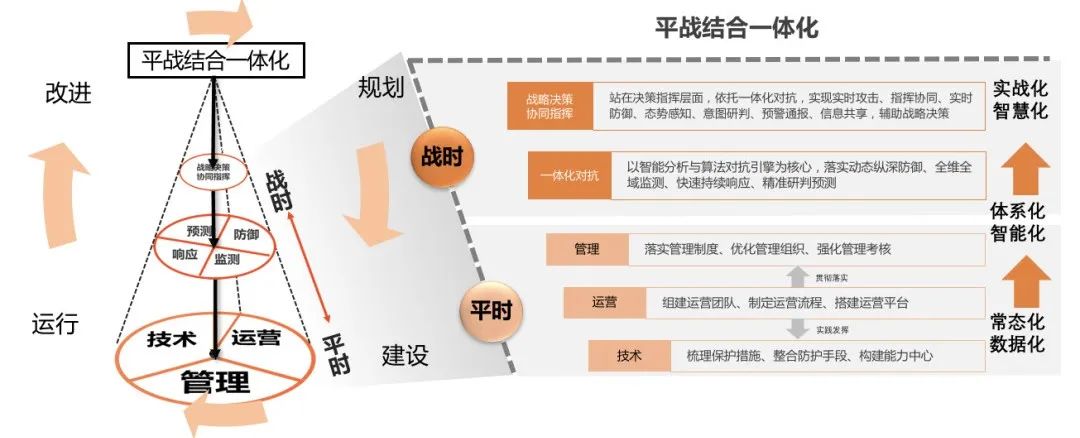 平战结合一体化
改进
运行
规划
建设
战略决策
协同指挥
预测
防御
响应
监测
技术
运营
管理
战时
平时
平战结合一体化
战时
平时
战略决策
协同指挥
站在决策指挥层面，依托一体化对抗，实现实时攻击、指挥协同、实时
防御、态势感知、意图研判、预警通报、信息共享，辅助战略决策
一体化对抗
以智能分析与算法对抗引擎为核心，落实动态纵深防御、全维全
域监测、快速持续响应、精准研判预测
管理
落实管理制度、优化管理组织、强化管理考核
贯彻落实
运营
组建运营团队、制定运营流程、搭建运营平台
实践发挥
技术
梳理保护措施、整合防护手段、构建能力中心
实战化
智慧化
体系化
智能化
常态化
数据化